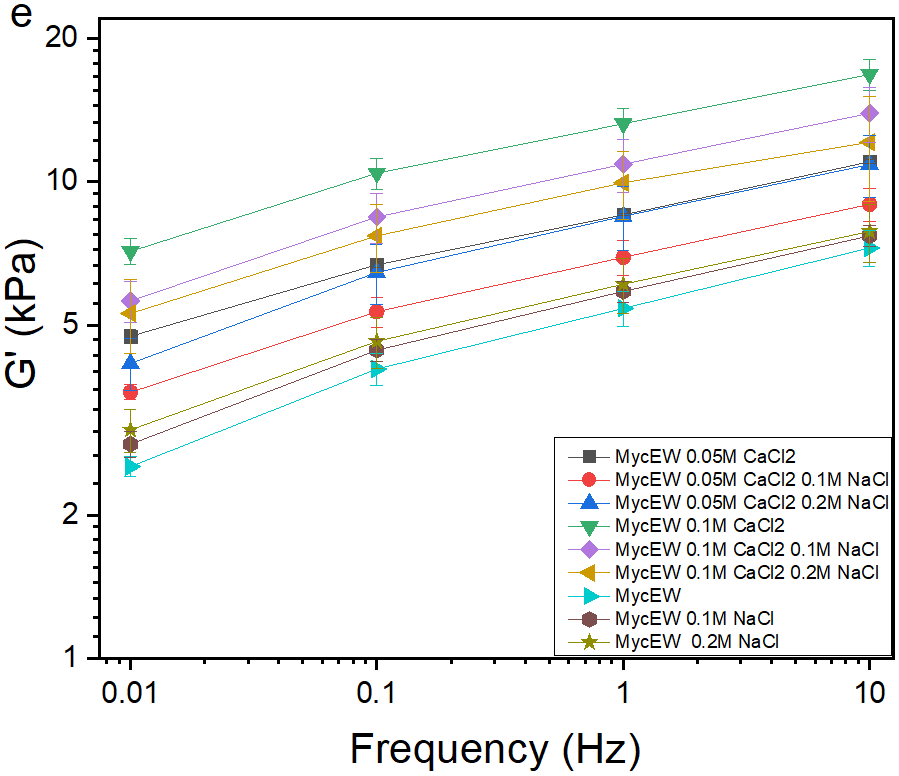 e
20
10
5
2
1
G' (kPa)
0.01 0.1 1 10
Frequency (Hz)
MycEW 0.05M CaCl2
MycEW 0.05M CaCl2 0.1M NaCl
MycEW 0.05M CaCl2 0.2M NaCl
MycEW 0.1M CaCl2
MycEW 0.1M CaCl2 0.1M NaCl
MycEW 0.1M CaCl2 0.2M NaCl
MycEW
MycEW 0.1M NaCl
MycEW  0.2M NaCl